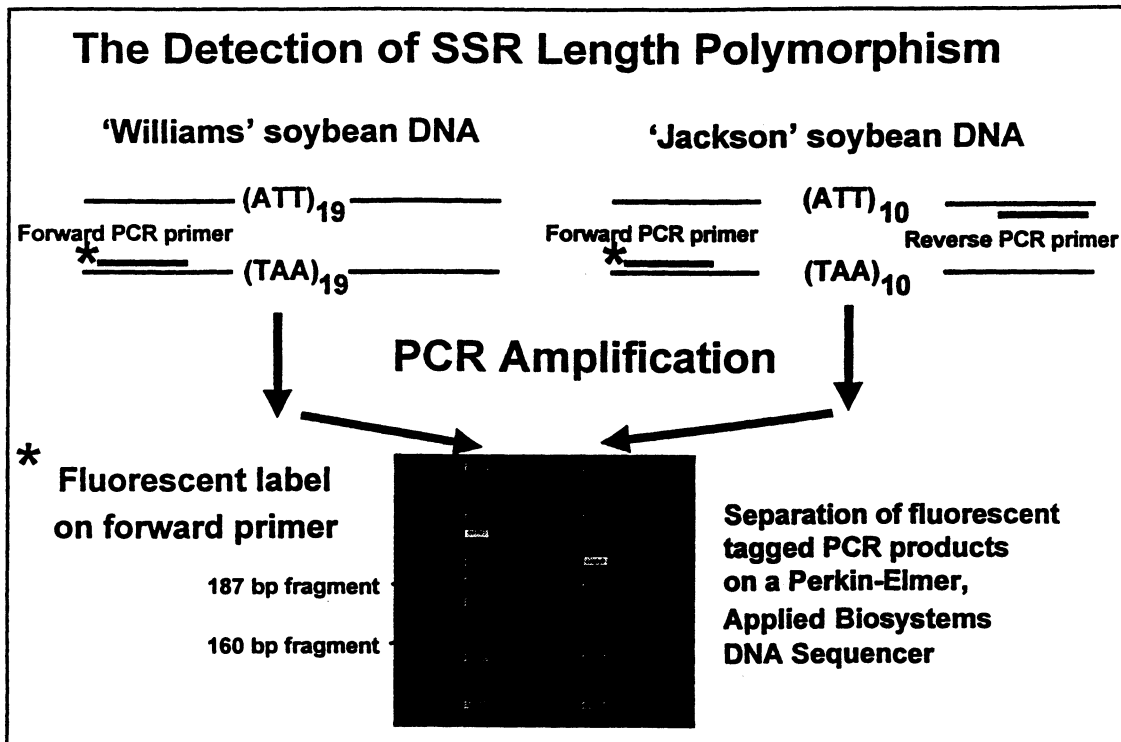 The Detection of SSR Length Polymorphism
'Williams' soybean DNA
'Jackson' soybean DNA
(ATT)19
(ATT)10
Forward PCR primer
Forward PCR primer
Reverse PCR primer
*
*
(TAA)19
(TAA)10
PCR Amplification
* Fluorescent label
on forward primer
187 bp fragment
160 bp fragment
Separation of fluorescent
tagged PCR products
on a Perkin-Elmer,
Applied Biosystems
DNA Sequencer